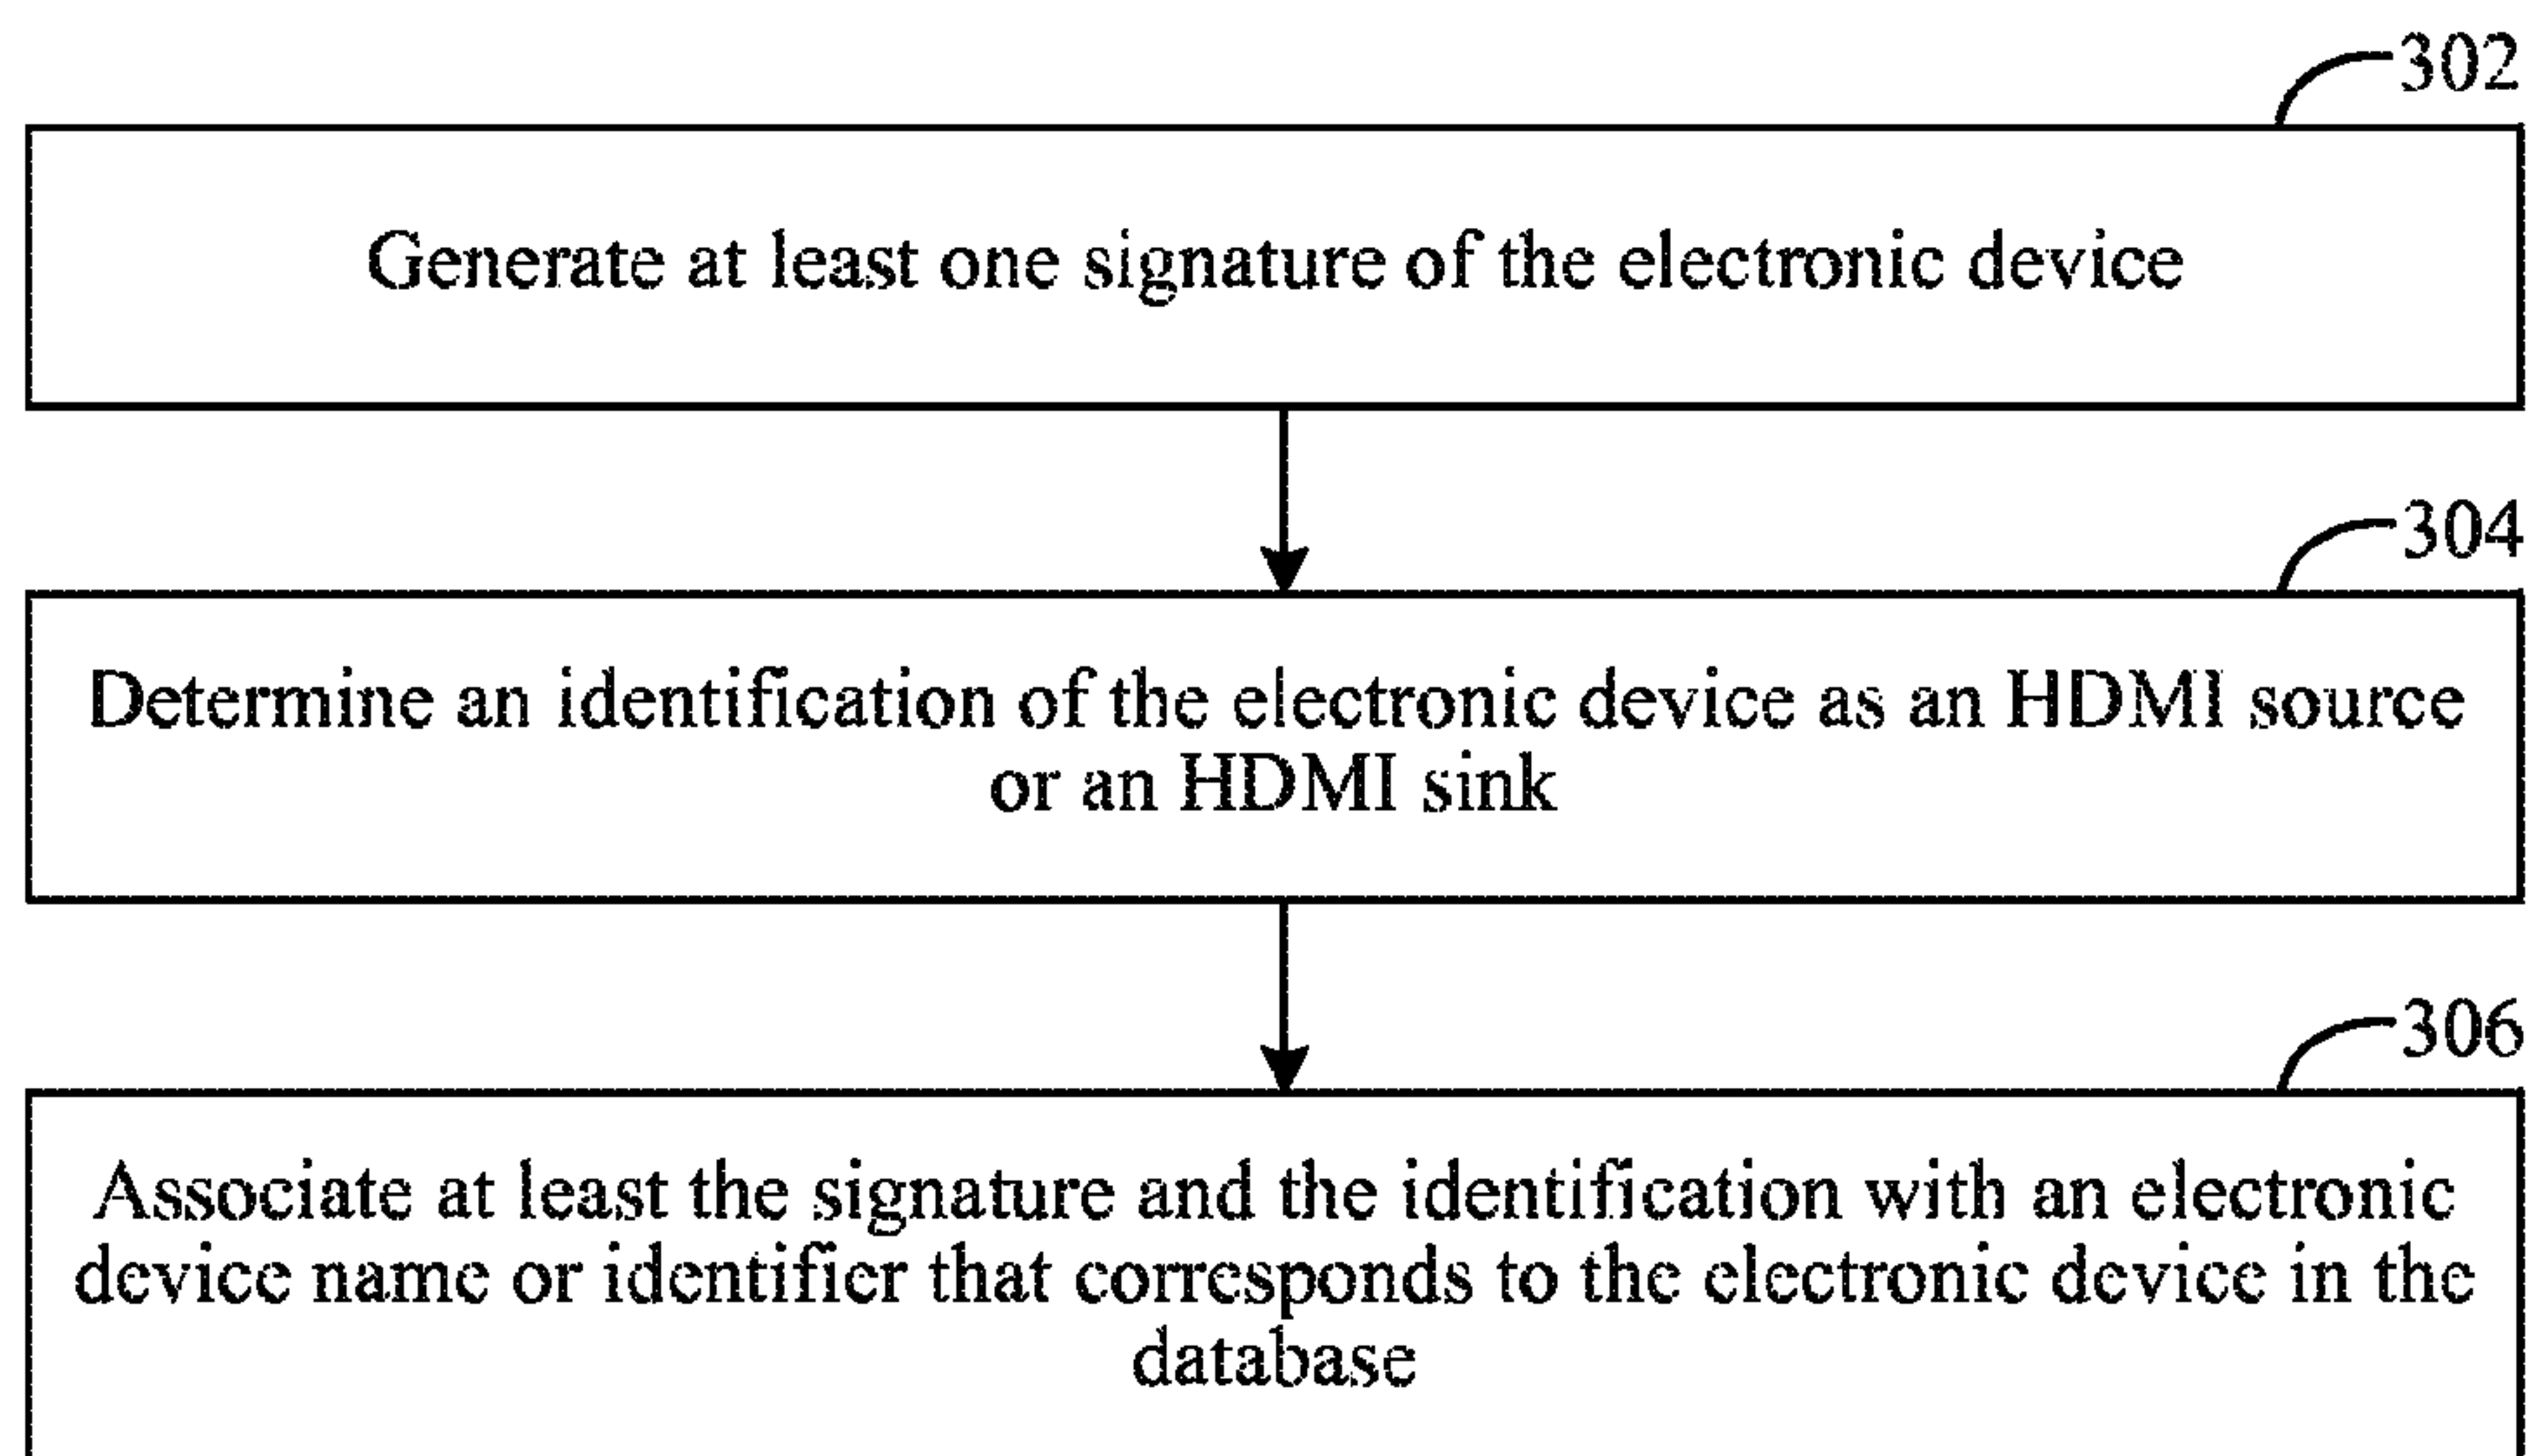 302
Generate at least one signature of the electronic device
304
Determine an identification of the electronic device as an HDMI source
or an HDMI sink
306
Associate at least the signature and the identification with an electronic
device name or identifier that corresponds to the electronic device in the
database